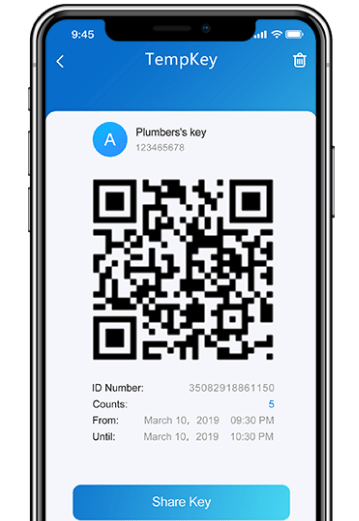 9:45
TempKey
A
Plumbers's key
123465678
ID Number: 35082918861150
Counts: 5
From: March 10, 2019 09:30 PM
Until: March 10, 2019 10:30 PM
Share Key